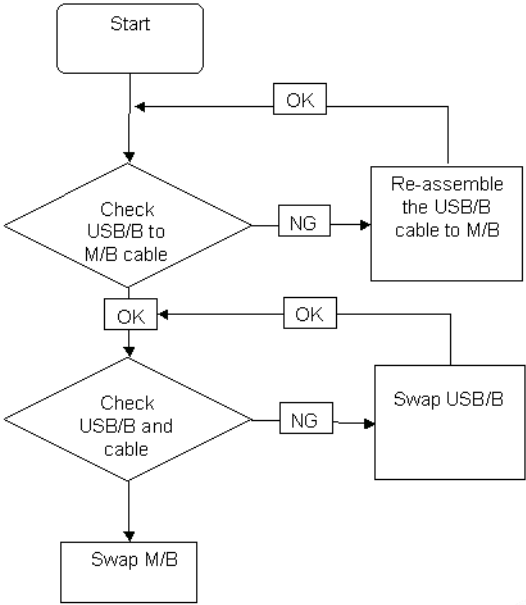 Start
OK
Check
USB/B to
M/B cable
NG
Re-assemble
the USB/B
cable to M/B
OK
OK
Check
USB/B and
cable
NG
Swap USB/B
Swap M/B